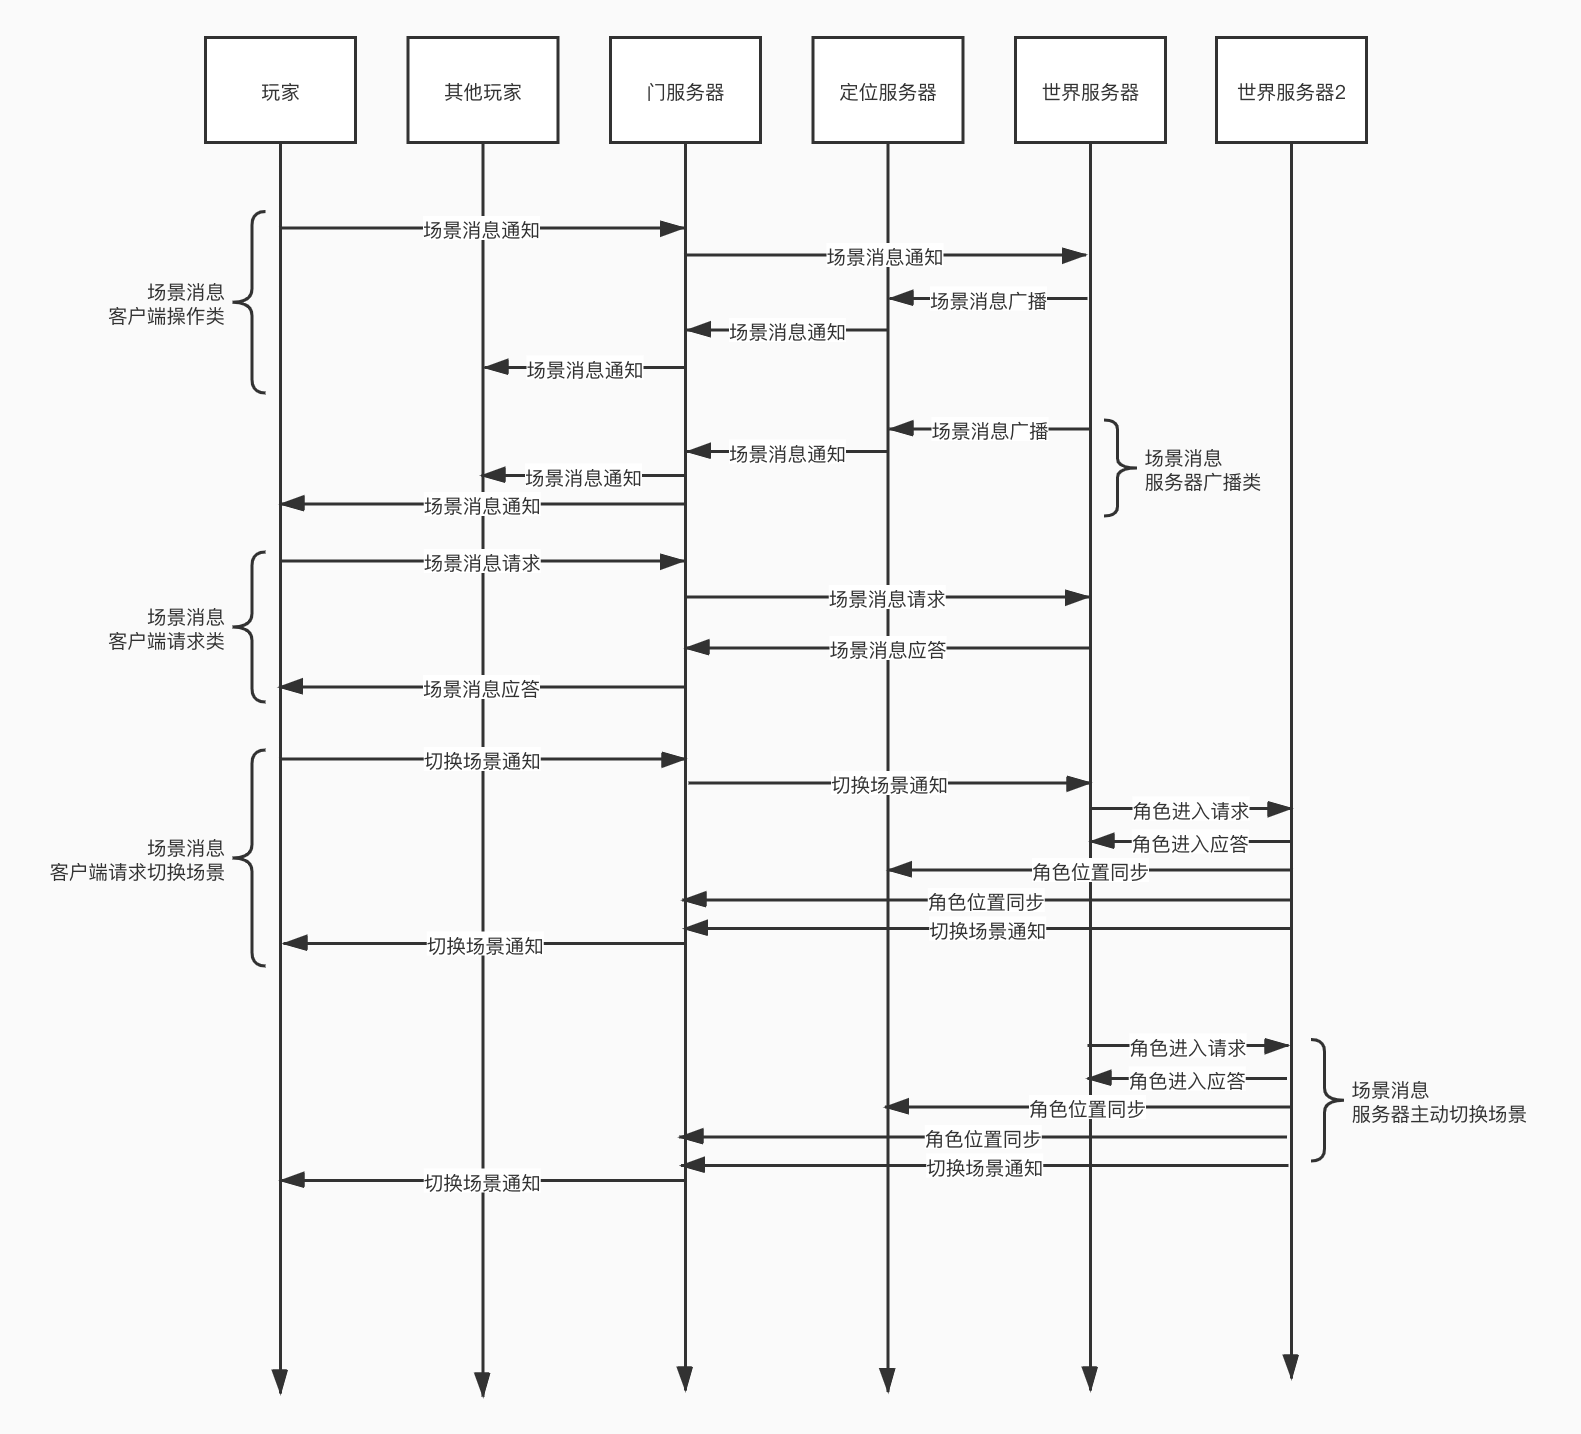 玩家
其他玩家
门服务器
定位服务器
世界服务器
世界服务器2
场景消息通知
场景消息通知
场景消息
客户端操作类
场景消息广播
场景消息通知
场景消息通知
场景消息广播
场景消息通知
场景消息
服务器广播类
场景消息通知
场景消息通知
场景消息请求
场景消息请求
场景消息
客户端请求类
场景消息应答
场景消息应答
切换场景通知
切换场景通知
角色进入请求
角色进入应答
场景消息
客户端请求切换场景
角色位置同步
角色位置同步
切换场景通知
切换场景通知
角色进入请求
角色进入应答
场景消息
服务器主动切换场景
角色位置同步
角色位置同步
切换场景通知
切换场景通知